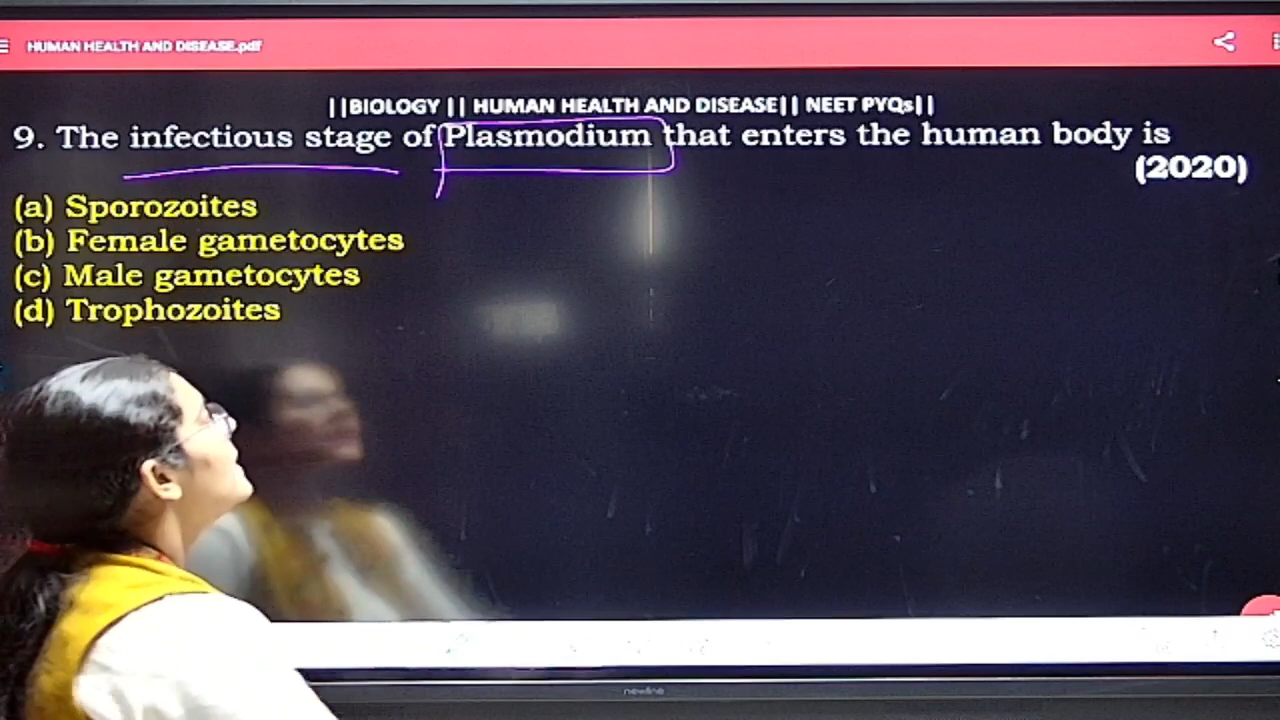 HUMAN HEALTH AND DISEASE.pdf
||BIOLOGY || HUMAN HEALTH AND DISEASE|| NEET PYQs||
9. The infectious stage of Plasmodium that enters the human body is
(2020)
(a) Sporozoites
(b) Female gametocytes
(c) Male gametocytes
(d) Trophozoites
newline